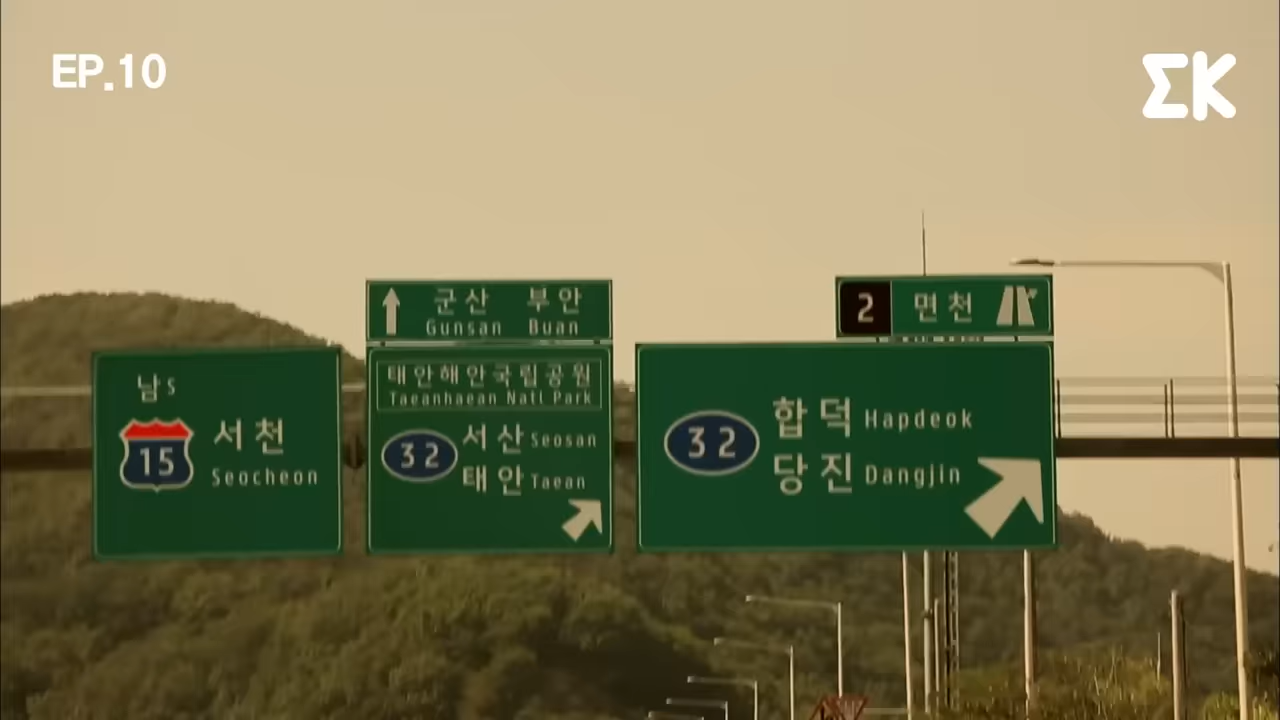 EP.10
ΣK
남 S
15
서천
Seocheon
군산 부안
Gunsan Buan
태안해안국립공원
Taeanhaean Natl Park
32
서산 Seosan
태안 Taean
2 면천
32
합덕 Hapdeok
당진 Dangjin